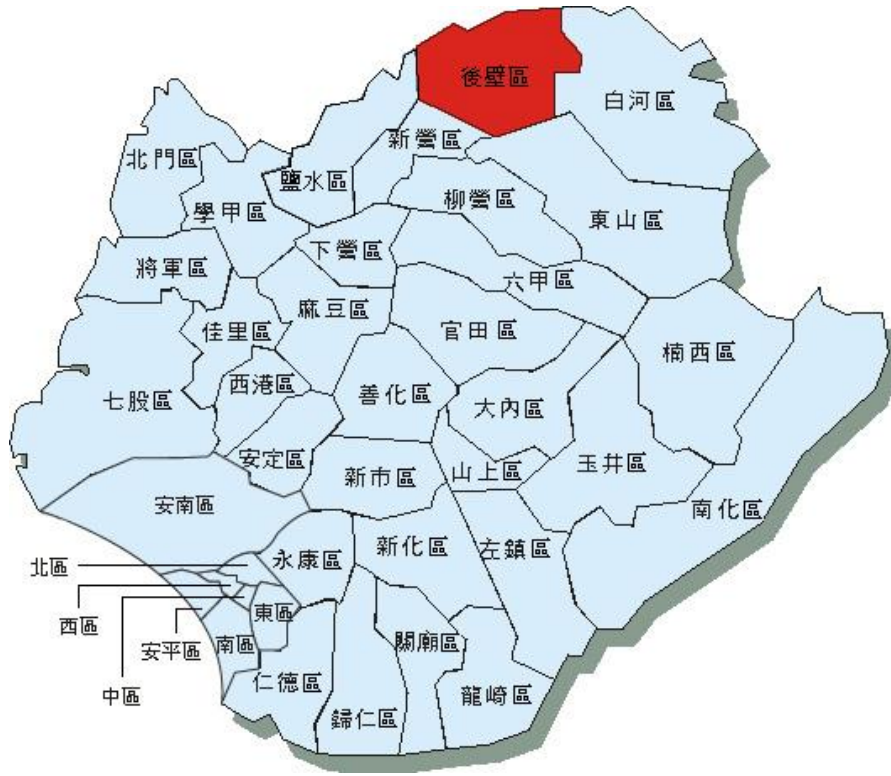 後壁區
白河區
新營區
北門區
鹽水區
柳營區
學甲區
東山區
下營區
將軍區
六甲區
麻豆區
佳里區
官田區
楠西區
西港區
七股區
善化區
大內區
安定區
新市區
山上區
玉井區
安南區
南化區
永康區
新化區
左鎮區
北區
東區
西區
南區
安平區
關廟區
中區
仁德區
歸仁區
龍崎區